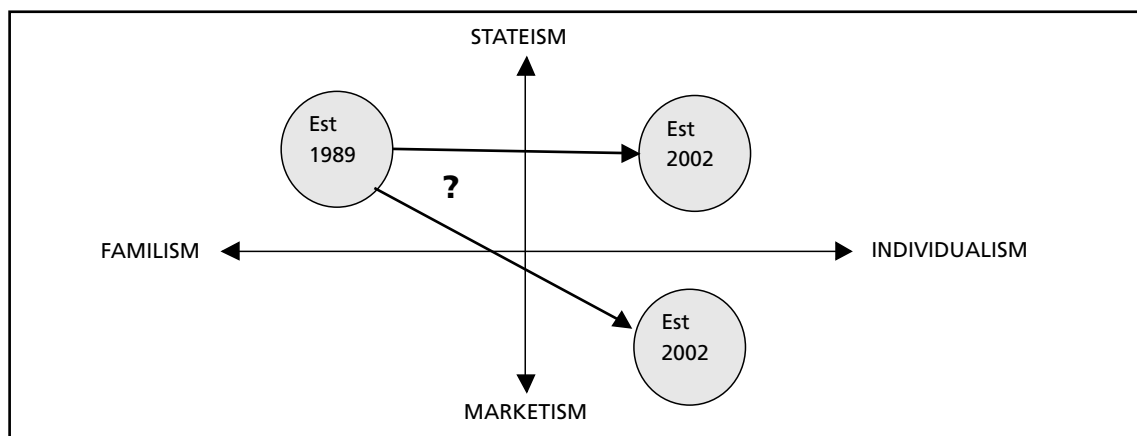 STATEISM
Est
1989
Est
2002
?
FAMILISM
INDIVIDUALISM
Est
2002
MARKETISM